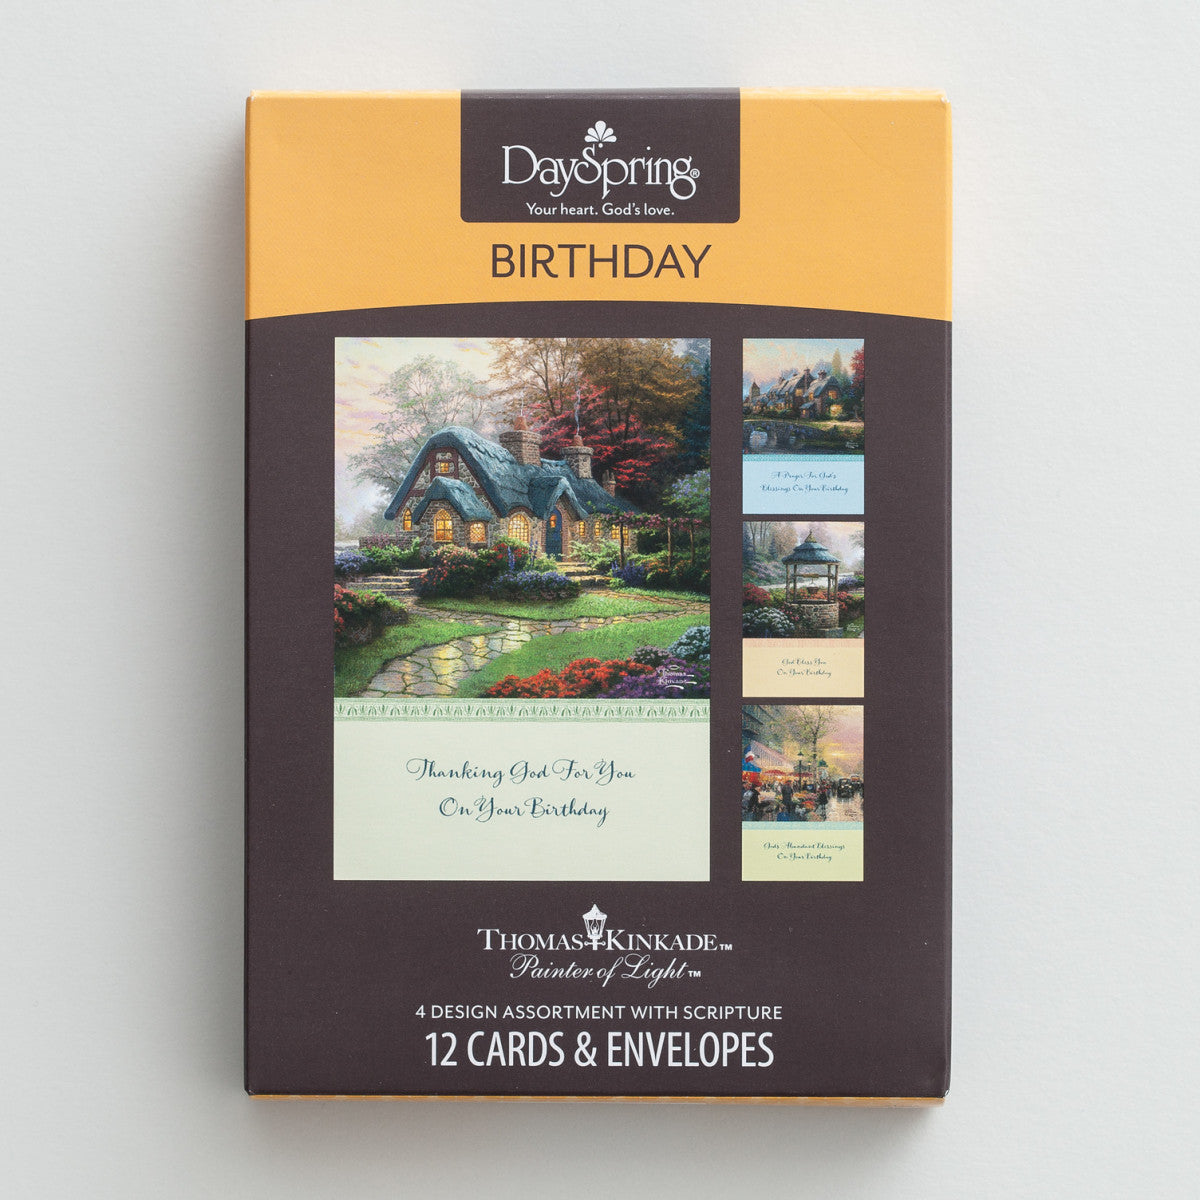 DaySpring®
Your heart. God's love.
BIRTHDAY
Thomas
Kinkade
Thanking God For You
On Your Birthday
A Prayer For God's
Blessings On Your Birthday
God Bless You
On Your Birthday
God's Abundant Blessings
On Your Birthday
THOMAS KINKADE™
Painter of Light™
4 DESIGN ASSORTMENT WITH SCRIPTURE
12 CARDS & ENVELOPES